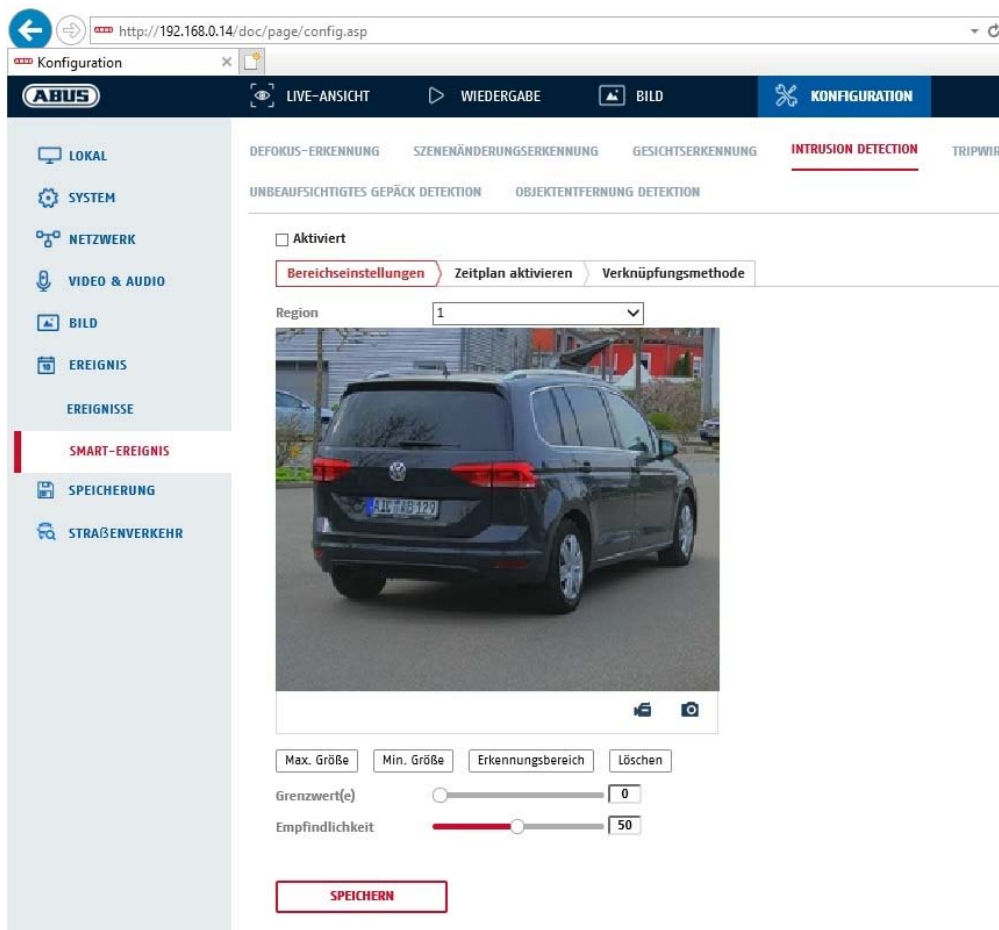 http://192.168.0.14/doc/page/config.asp
Konfiguration
ABUS
LIVE-ANSICHT WIEDERGABE BILD KONFIGURATION
LOKAL
SYSTEM
NETZWERK
VIDEO & AUDIO
BILD
EREIGNIS
EREIGNISSE
SMART-EREIGNIS
SPEICHERUNG
STRAßENVERKEHR
DEFOKUS-ERKENNUNG SZENENÄNDERUNGSERKENNUNG GESICHTSERKENNUNG INTRUSION DETECTION TRIPWIR
UNBEAUFSICHTIGTES GEPÄCK DETEKTION OBJEKTENTFERNUNG DETEKTION
Aktiviert
Bereichseinstellungen Zeitplan aktivieren Verknüpfungsmethode
Region 1
Max. Größe Min. Größe Erkennungsbereich Löschen
Grenzwert(e) 0
Empfindlichkeit 50
SPEICHERN